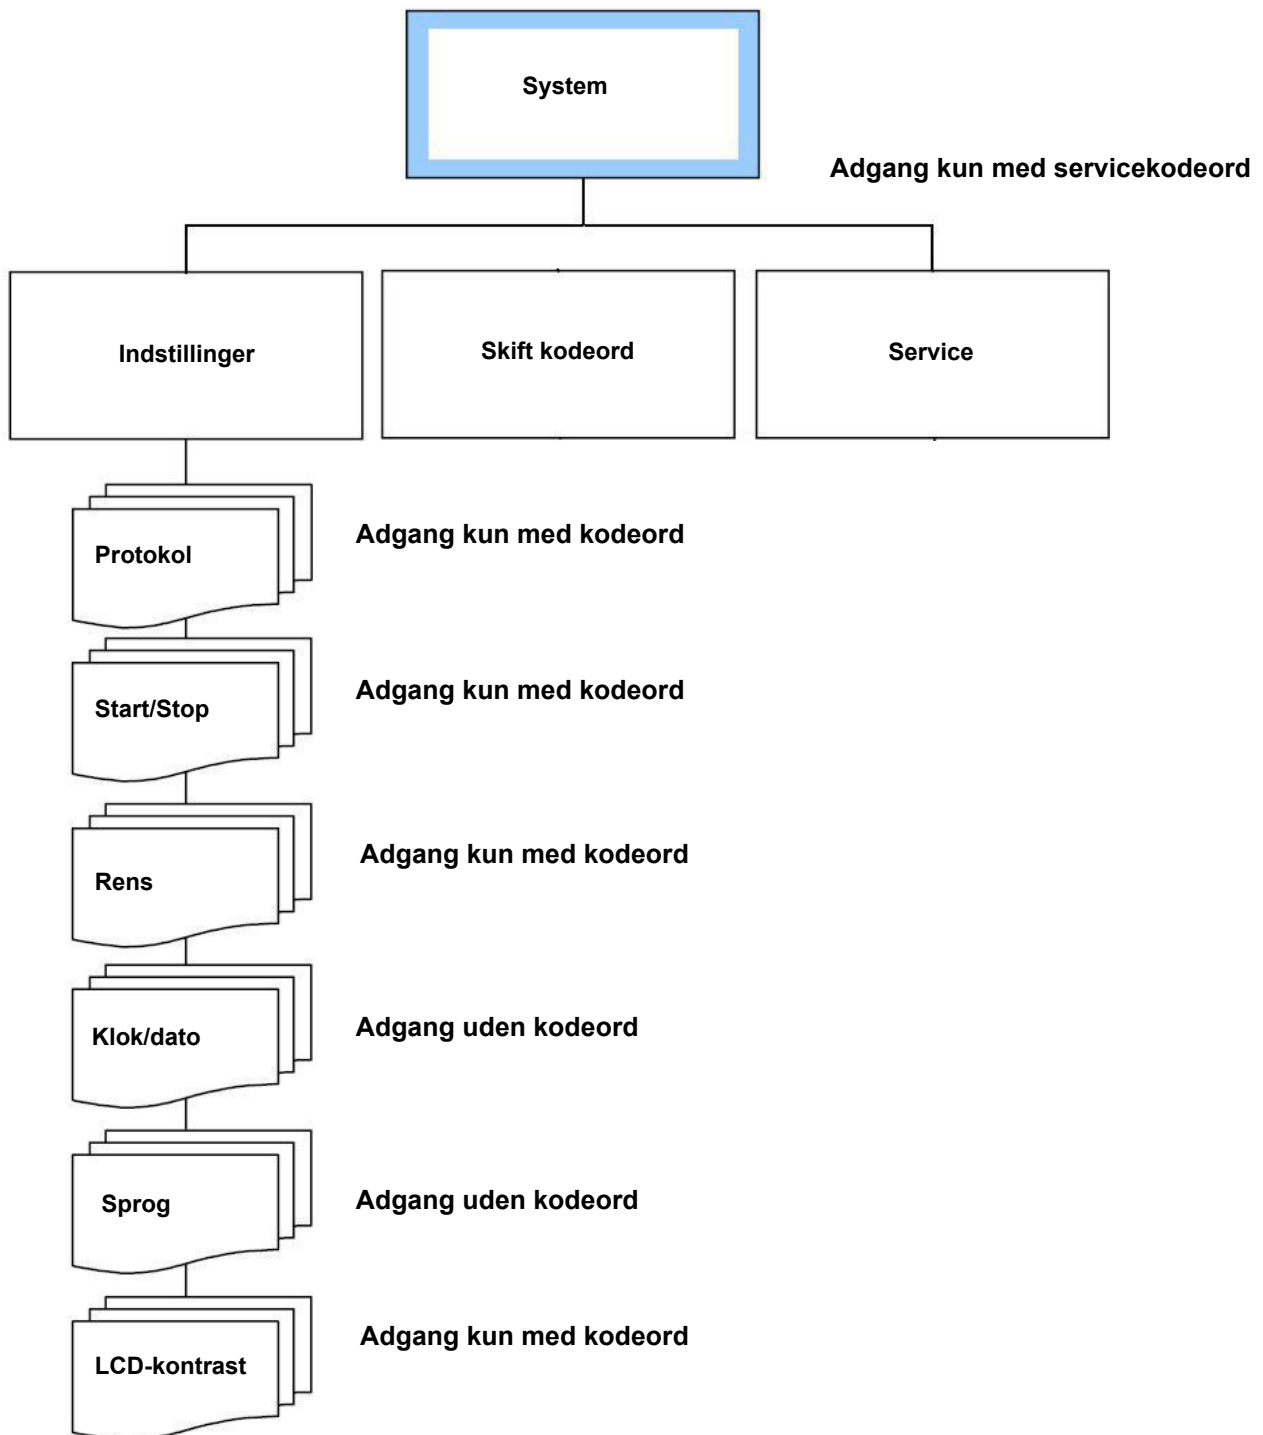 System
Adgang kun med servicekodeord
Indstillinger
Skift kodeord
Service
Protokol
Adgang kun med kodeord
Start/Stop
Adgang kun med kodeord
Rens
Adgang kun med kodeord
Klok/dato
Adgang uden kodeord
Sprog
Adgang uden kodeord
LCD-kontrast
Adgang kun med kodeord